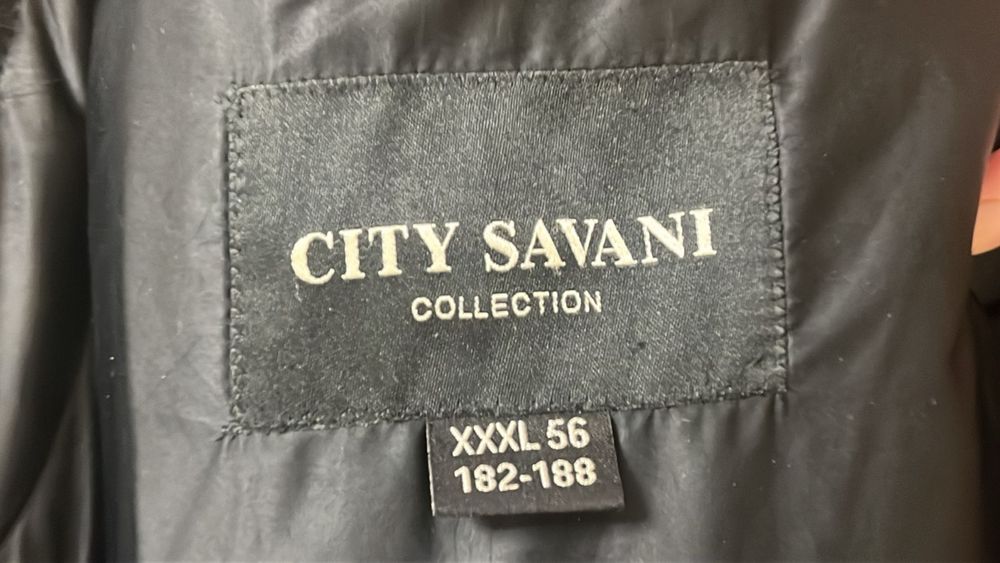 CITY SAVANI
COLLECTION
XXXL 56
182-188